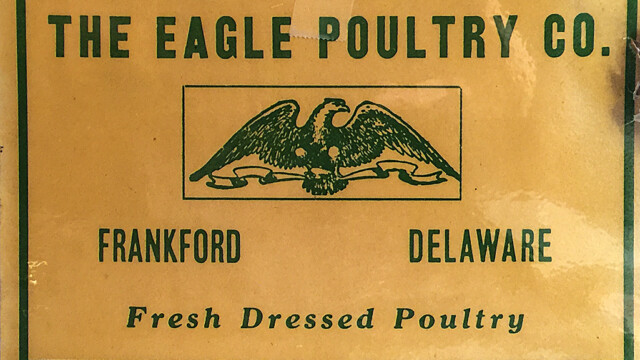 THE EAGLE POULTRY CO.
FRANKFORD DELAWARE
Fresh Dressed Poultry